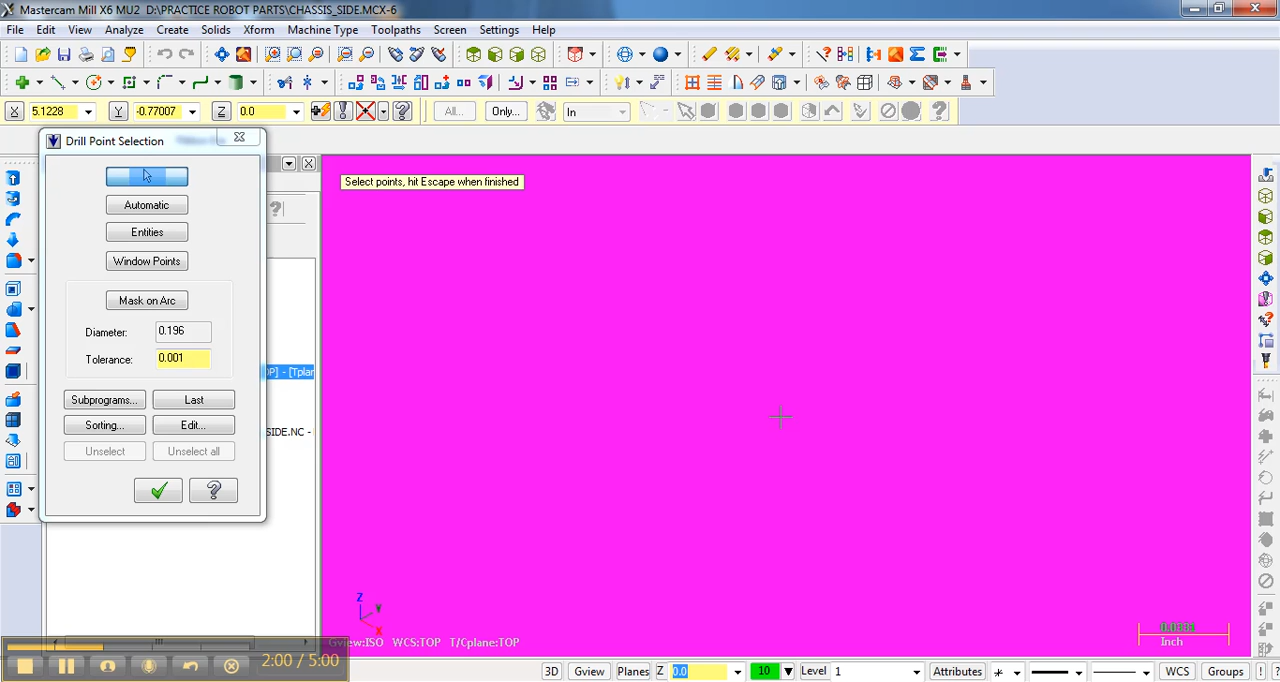 Mastercam Mill X6 MU2 D:\PRACTICE ROBOT PARTS\CHASSIS_SIDE.MCX-6
File Edit View Analyze Create Solids Xform Machine Type Toolpaths Screen Settings Help
X 5.1228 Y -0.77007 Z 0.0 All... Only... In
Drill Point Selection
Select points, hit Escape when finished
Automatic
Entities
Window Points
Mask on Arc
Diameter: 0.196
Tolerance: 0.001
OP] - [Tplan
Subprograms... Last
Sorting... Edit...
SIDE.NC -
Unselect Unselect all
Z
Y
X
Gview:ISO WCS:TOP T/Cplane:TOP
Inch
2:00 / 5:00
3D Gview Planes Z 0.0 10 Level 1 Attributes WCS Groups ! ?